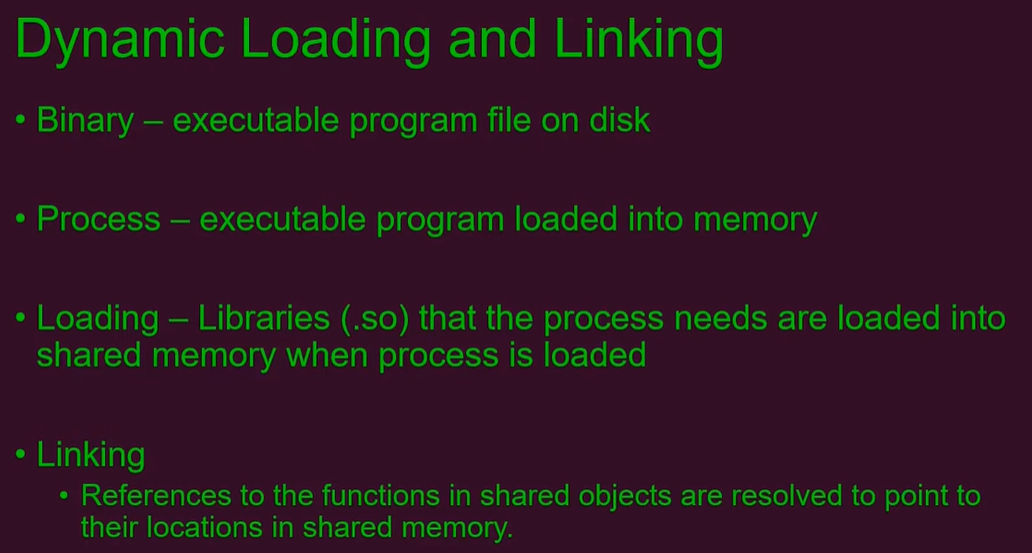 Dynamic Loading and Linking
• Binary – executable program file on disk
• Process – executable program loaded into memory
• Loading – Libraries (.so) that the process needs are loaded into
shared memory when process is loaded
• Linking
• References to the functions in shared objects are resolved to point to
their locations in shared memory.